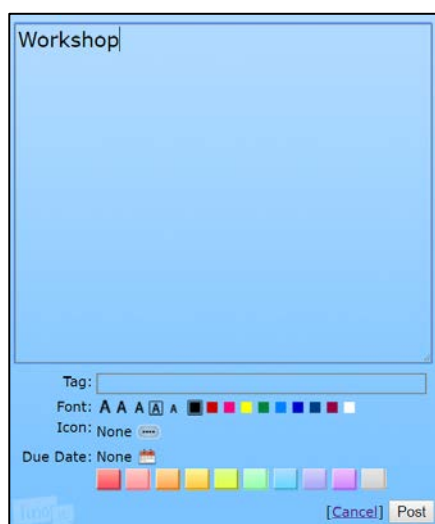 Workshop
Tag:
Font: A A A A A
Icon: None
Due Date: None
[Cancel] Post